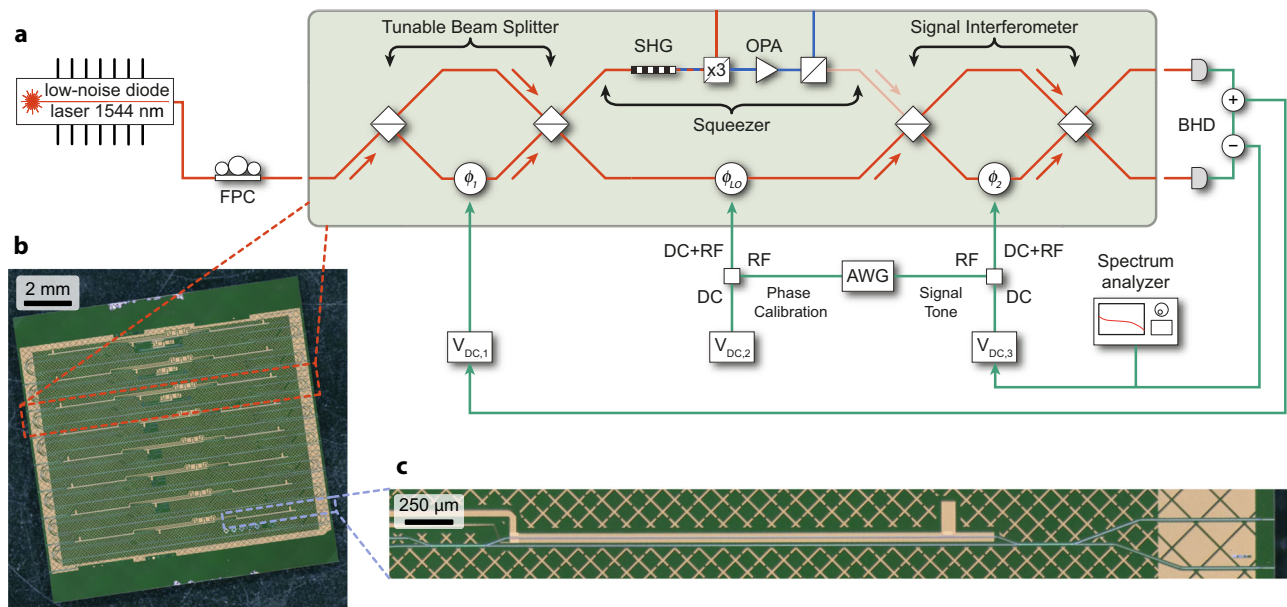 a
Tunable Beam Splitter
Signal Interferometer
SHG
OPA
x3
low-noise diode
laser 1544 nm
Squeezer
BHD
+
−
FPC
ϕ1
ϕLO
ϕ2
b
2 mm
DC+RF
RF
DC
Phase
Calibration
AWG
Signal
Tone
DC+RF
RF
DC
Spectrum
analyzer
VDC,1
VDC,2
VDC,3
c
250 µm